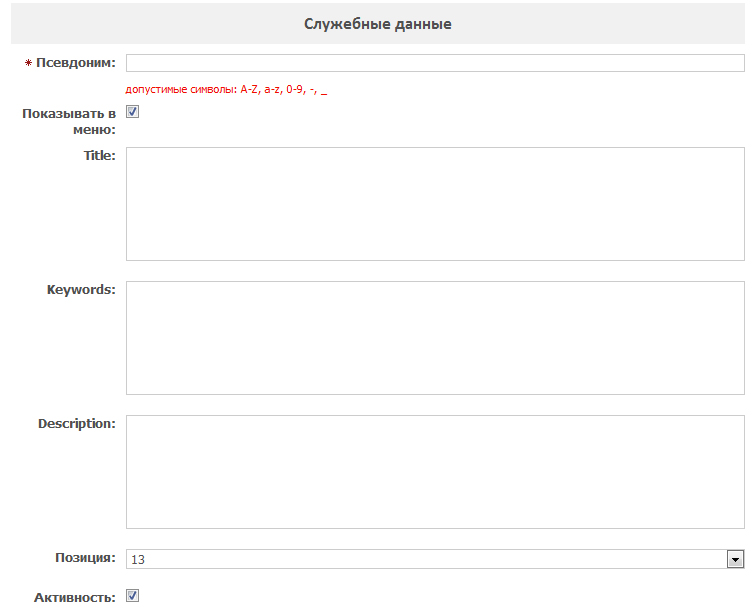 Служебные данные
* Псевдоним:
допустимые символы: A-Z, a-z, 0-9, -, _
Показывать в
меню:
Title:
Keywords:
Description:
Позиция: 13
Активность: